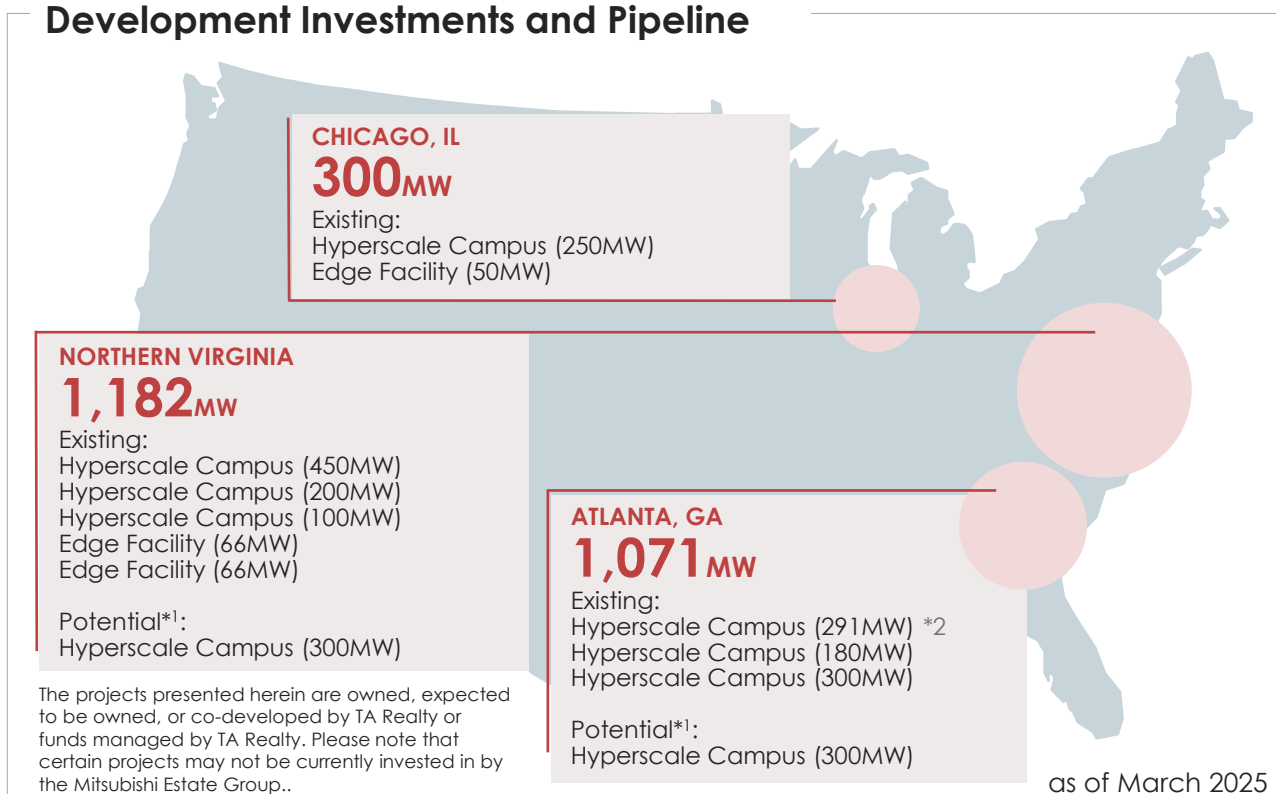 Development Investments and Pipeline
CHICAGO, IL
300MW
Existing:
Hyperscale Campus (250MW)
Edge Facility (50MW)
NORTHERN VIRGINIA
1,182MW
Existing:
Hyperscale Campus (450MW)
Hyperscale Campus (200MW)
Hyperscale Campus (100MW)
Edge Facility (66MW)
Edge Facility (66MW)
Potential*1:
Hyperscale Campus (300MW)
ATLANTA, GA
1,071MW
Existing:
Hyperscale Campus (291MW) *2
Hyperscale Campus (180MW)
Hyperscale Campus (300MW)
Potential*1:
Hyperscale Campus (300MW)
The projects presented herein are owned, expected
to be owned, or co-developed by TA Realty or
funds managed by TA Realty. Please note that
certain projects may not be currently invested in by
the Mitsubishi Estate Group..
as of March 2025